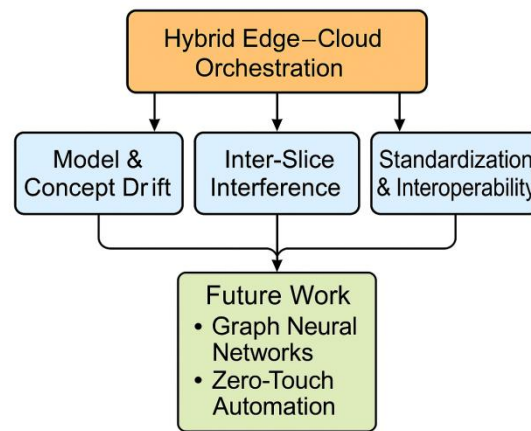 Hybrid Edge–Cloud
Orchestration
Model &
Concept Drift
Inter-Slice
Interference
Standardization
& Interoperability
Future Work
• Graph Neural
Networks
• Zero-Touch
Automation